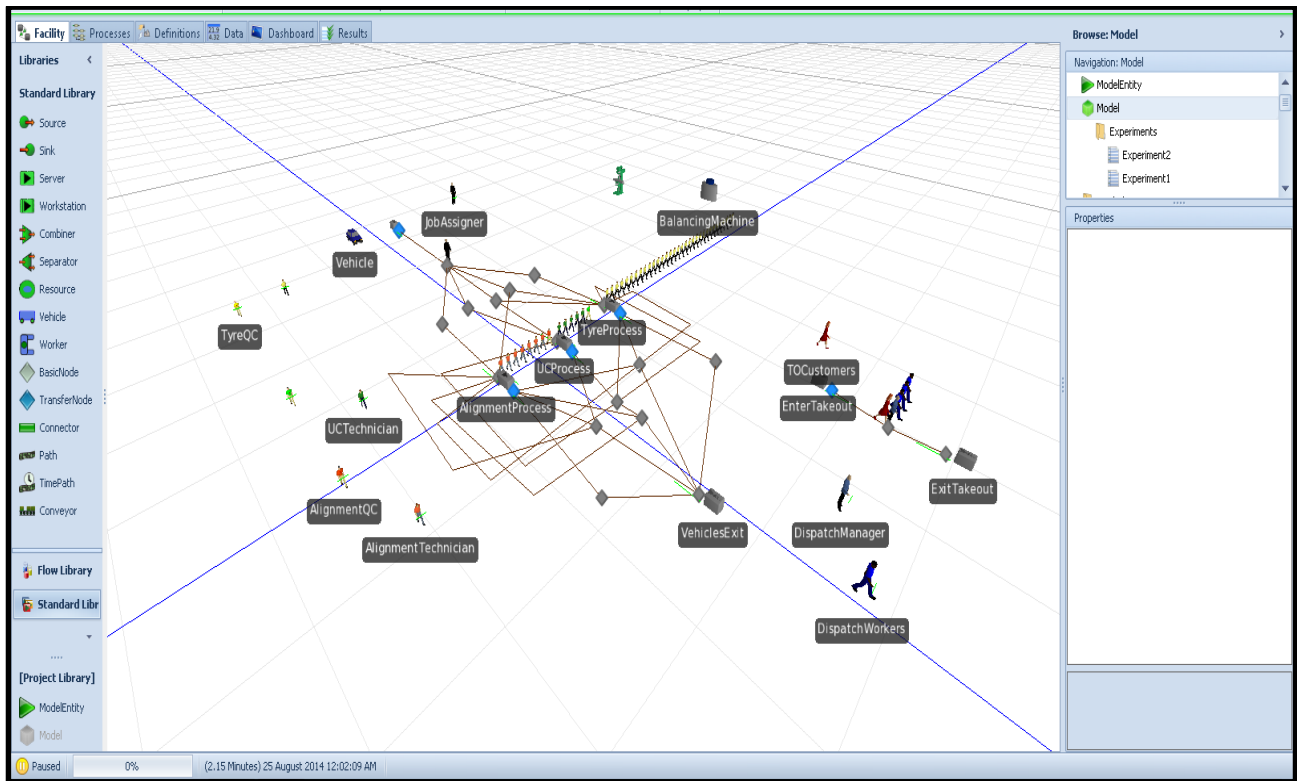 Facility
Processes
Definitions
Data
Dashboard
Results
Browse: Model
Libraries
Navigation: Model
Standard Library
Source
Sink
Server
Workstation
Combiner
Separator
Resource
Vehicle
Worker
BasicNode
TransferNode
Connector
Path
TimePath
Conveyor
Flow Library
Standard Libr
[Project Library]
ModelEntity
Model
JobAssigner
BalancingMachine
Vehicle
TyreQC
TyreProcess
UCProcess
TOCustomers
EnterTakeout
AlignmentProcess
UCTechnician
ExitTakeout
AlignmentQC
VehiclesExit
DispatchManager
AlignmentTechnician
DispatchWorkers
ModelEntity
Model
Experiments
Experiment2
Experiment1
Properties
Paused
0%
(2.15 Minutes) 25 August 2014 12:02:09 AM